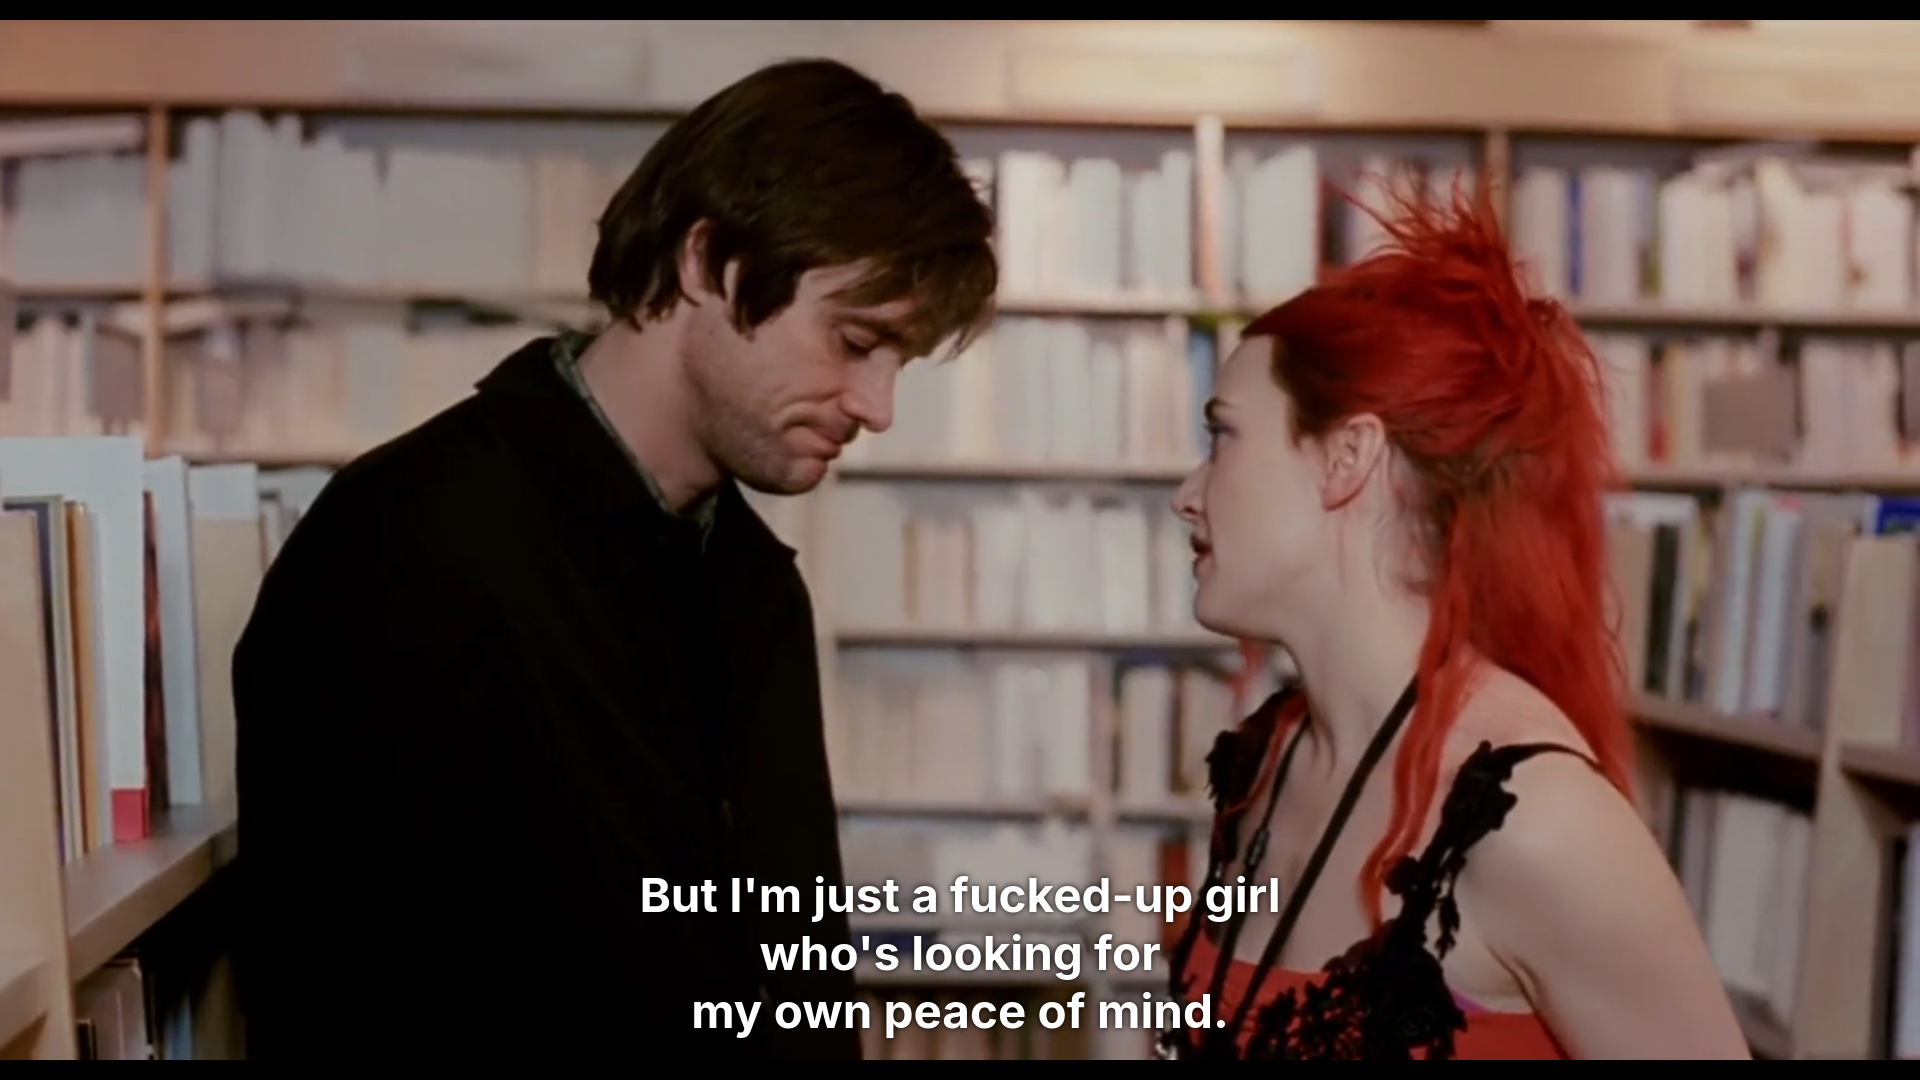 But I'm just a fucked-up girl
who's looking for
my own peace of mind.